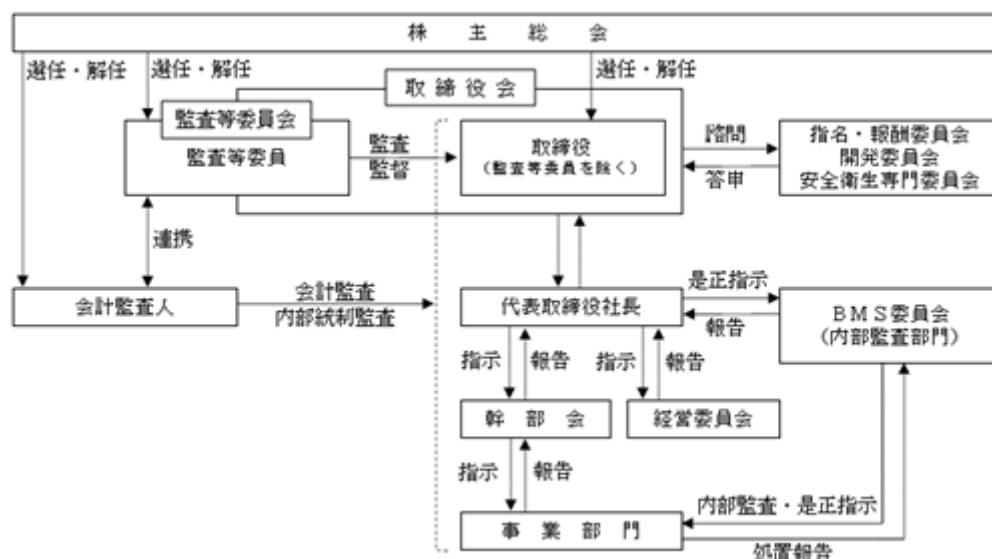 株主総会
選任・解任
選任・解任
選任・解任
取締役会
監査等委員会
監査等委員
監査
監督
取締役
(監査等委員を除く)
諮問
答申
指名・報酬委員会
開発委員会
安全衛生専門委員会
連携
会計監査人
会計監査
内部統制監査
代表取締役社長
是正指示
報告
BMS委員会
(内部監査部門)
指示
報告
指示
報告
幹部会
経営委員会
指示
報告
内部監査・是正指示
事業部門
処置報告